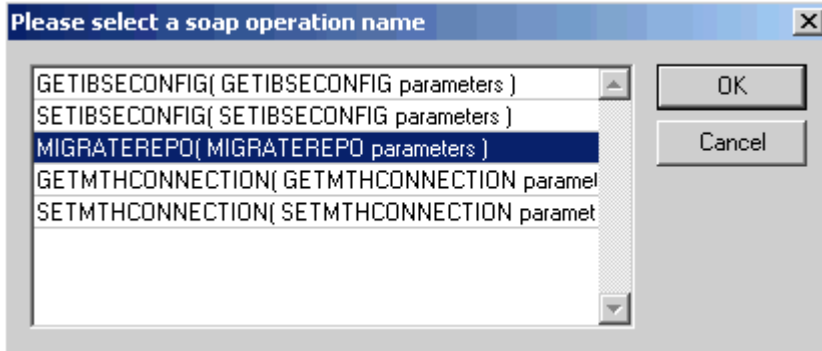 Please select a soap operation name
GETIBSECONFIG( GETIBSECONFIG parameters )
SETIBSECONFIG( SETIBSECONFIG parameters )
MIGRATEREPO( MIGRATEREPO parameters )
GETMTHCONNECTION( GETMTHCONNECTION paramet
SETMTHCONNECTION( SETMTHCONNECTION paramet
OK
Cancel